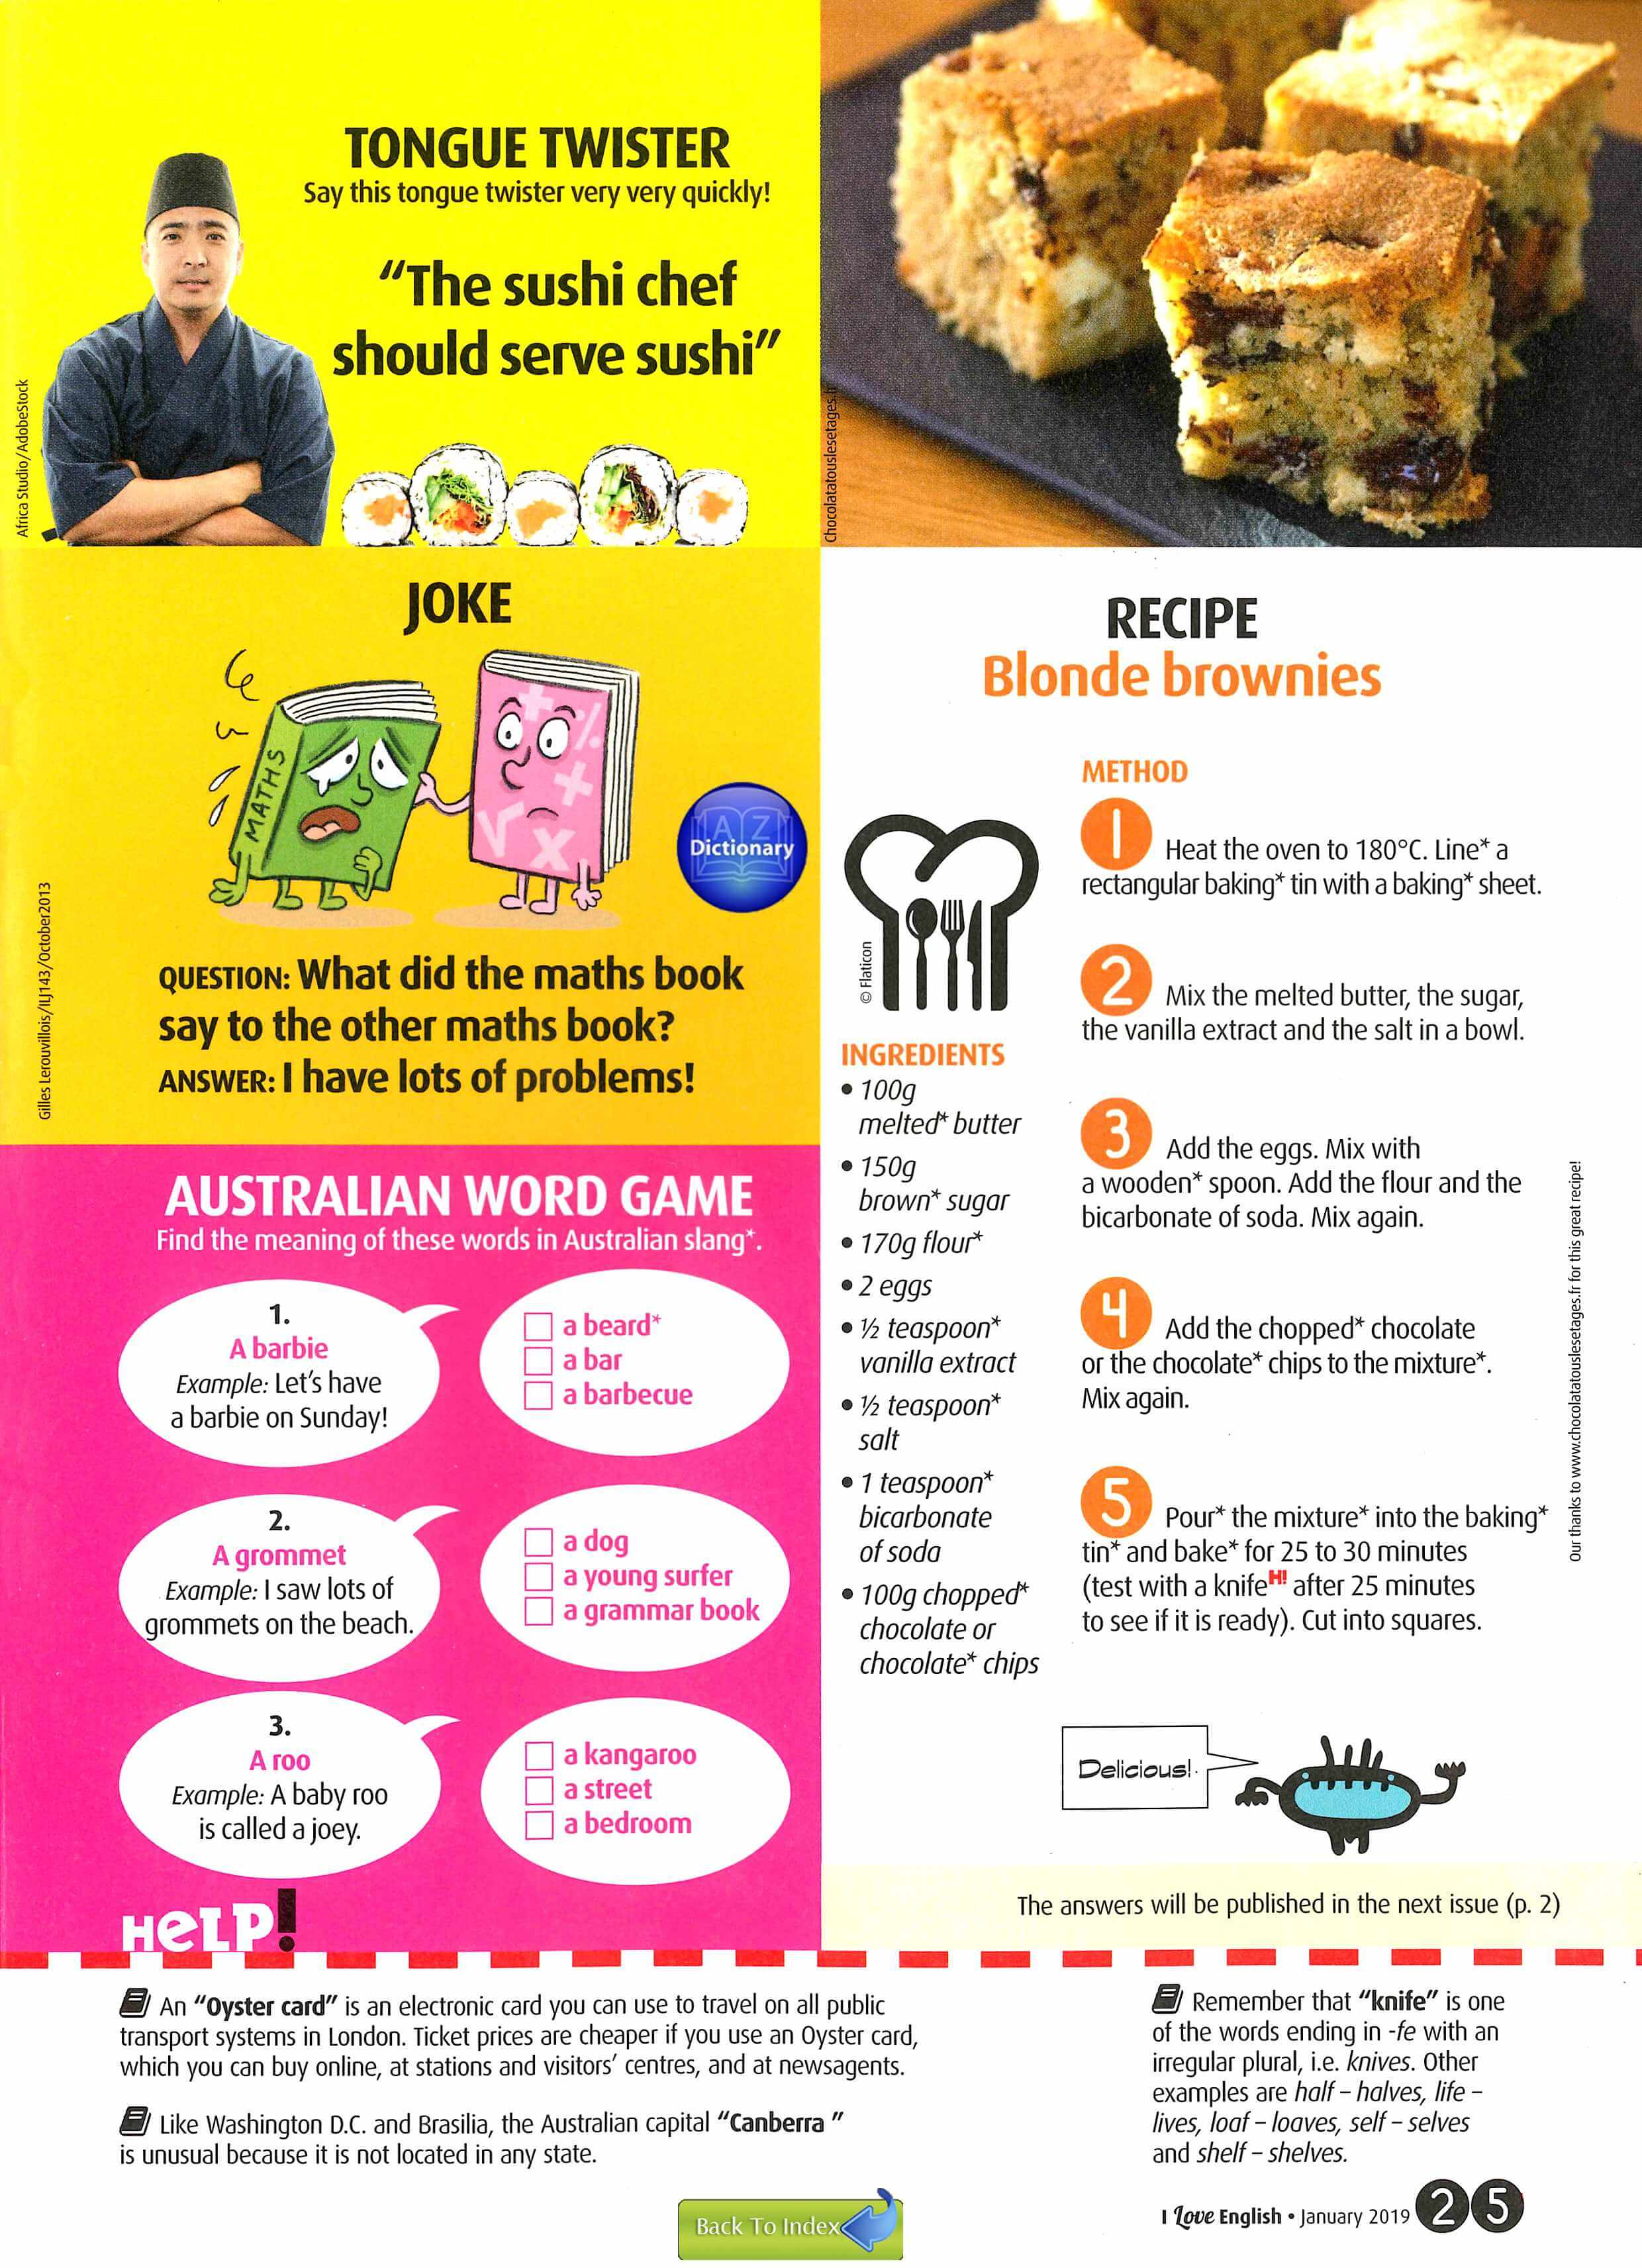 TONGUE TWISTER
Say this tongue twister very very quickly!
"The sushi chef
should serve sushi"
Africa Studio/AdobeStock
JOKE
MATHS
A Z
Dictionary
QUESTION: What did the maths book
say to the other maths book?
ANSWER: I have lots of problems!
Gilles Lerouvillois/ILJ143/October2013
AUSTRALIAN WORD GAME
Find the meaning of these words in Australian slang*.
1.
A barbie
Example: Let's have
a barbie on Sunday!
a beard*
a bar
a barbecue
2.
A grommet
Example: I saw lots of
grommets on the beach.
a dog
a young surfer
a grammar book
3.
A roo
Example: A baby roo
is called a joey.
a kangaroo
a street
a bedroom
RECIPE
Blonde brownies
© Flaticon
INGREDIENTS
• 100g
melted* butter
• 150g
brown* sugar
• 170g flour*
• 2 eggs
• ½ teaspoon*
vanilla extract
• ½ teaspoon*
salt
• 1 teaspoon*
bicarbonate
of soda
• 100g chopped*
chocolate or
chocolate* chips
METHOD
1 Heat the oven to 180°C. Line* a
rectangular baking* tin with a baking* sheet.
2 Mix the melted butter, the sugar,
the vanilla extract and the salt in a bowl.
3 Add the eggs. Mix with
a wooden* spoon. Add the flour and the
bicarbonate of soda. Mix again.
4 Add the chopped* chocolate
or the chocolate* chips to the mixture*.
Mix again.
5 Pour* the mixture* into the baking*
tin* and bake* for 25 to 30 minutes
(test with a knifeH! after 25 minutes
to see if it is ready). Cut into squares.
Our thanks to www.chocolatatouslesetages.fr for this great recipe!
Delicious!
The answers will be published in the next issue (p. 2)
HeLP!
An "Oyster card" is an electronic card you can use to travel on all public
transport systems in London. Ticket prices are cheaper if you use an Oyster card,
which you can buy online, at stations and visitors' centres, and at newsagents.
Like Washington D.C. and Brasilia, the Australian capital "Canberra "
is unusual because it is not located in any state.
Remember that "knife" is one
of the words ending in -fe with an
irregular plural, i.e. knives. Other
examples are half – halves, life –
lives, loaf – loaves, self – selves
and shelf – shelves.
Back To Index
I Love English • January 2019 25